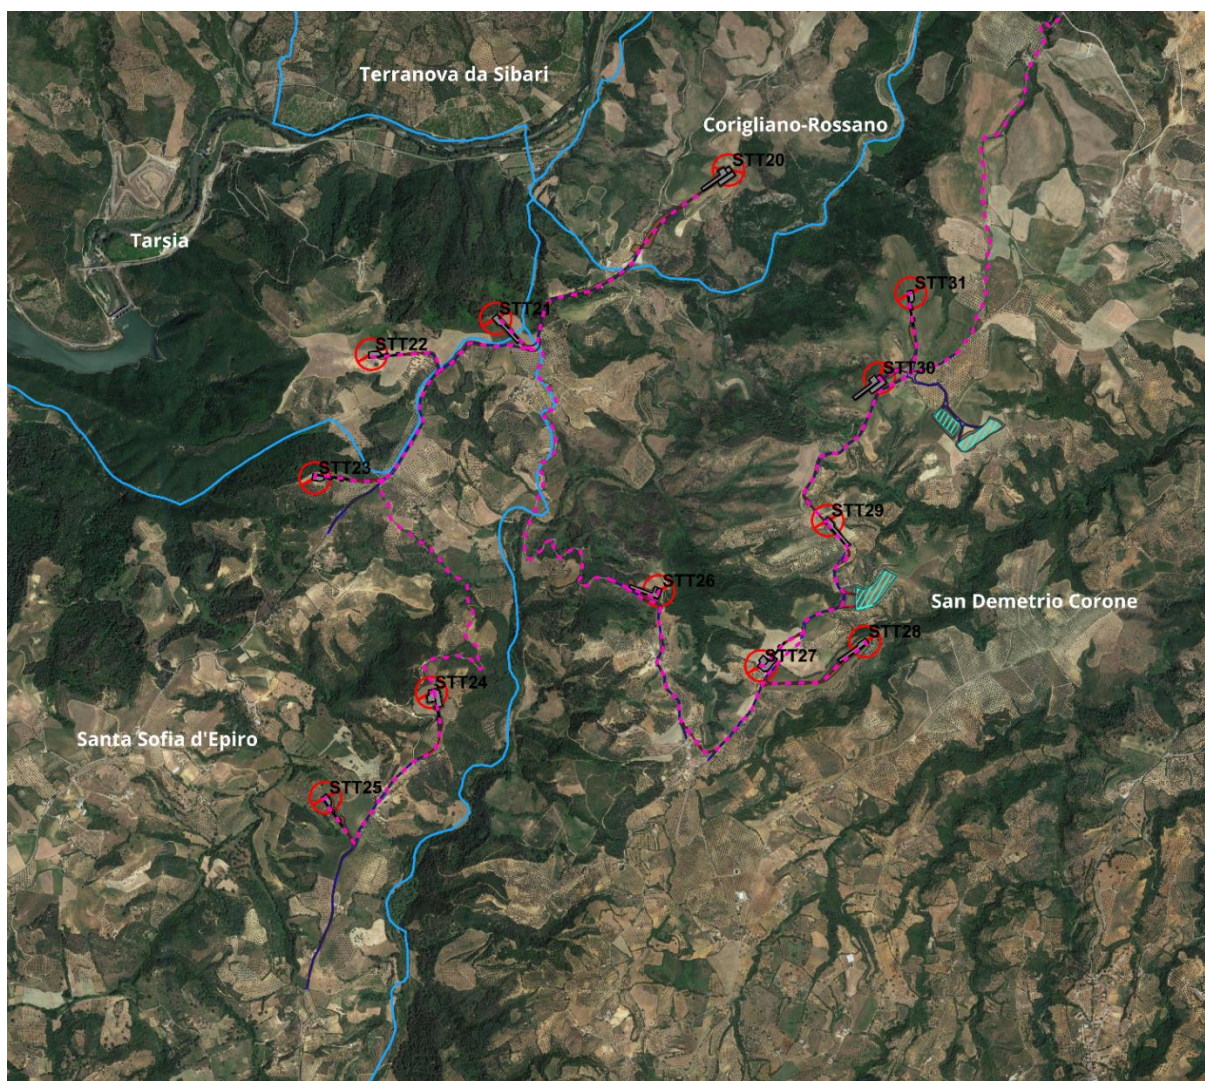 Terranova da Sibari
Corigliano-Rossano
STT20
Tarsia
STT31
STT21
STT22
STT30
STT23
STT29
STT26
San Demetrio Corone
STT28
STT27
STT24
Santa Sofia d'Epiro
STT25